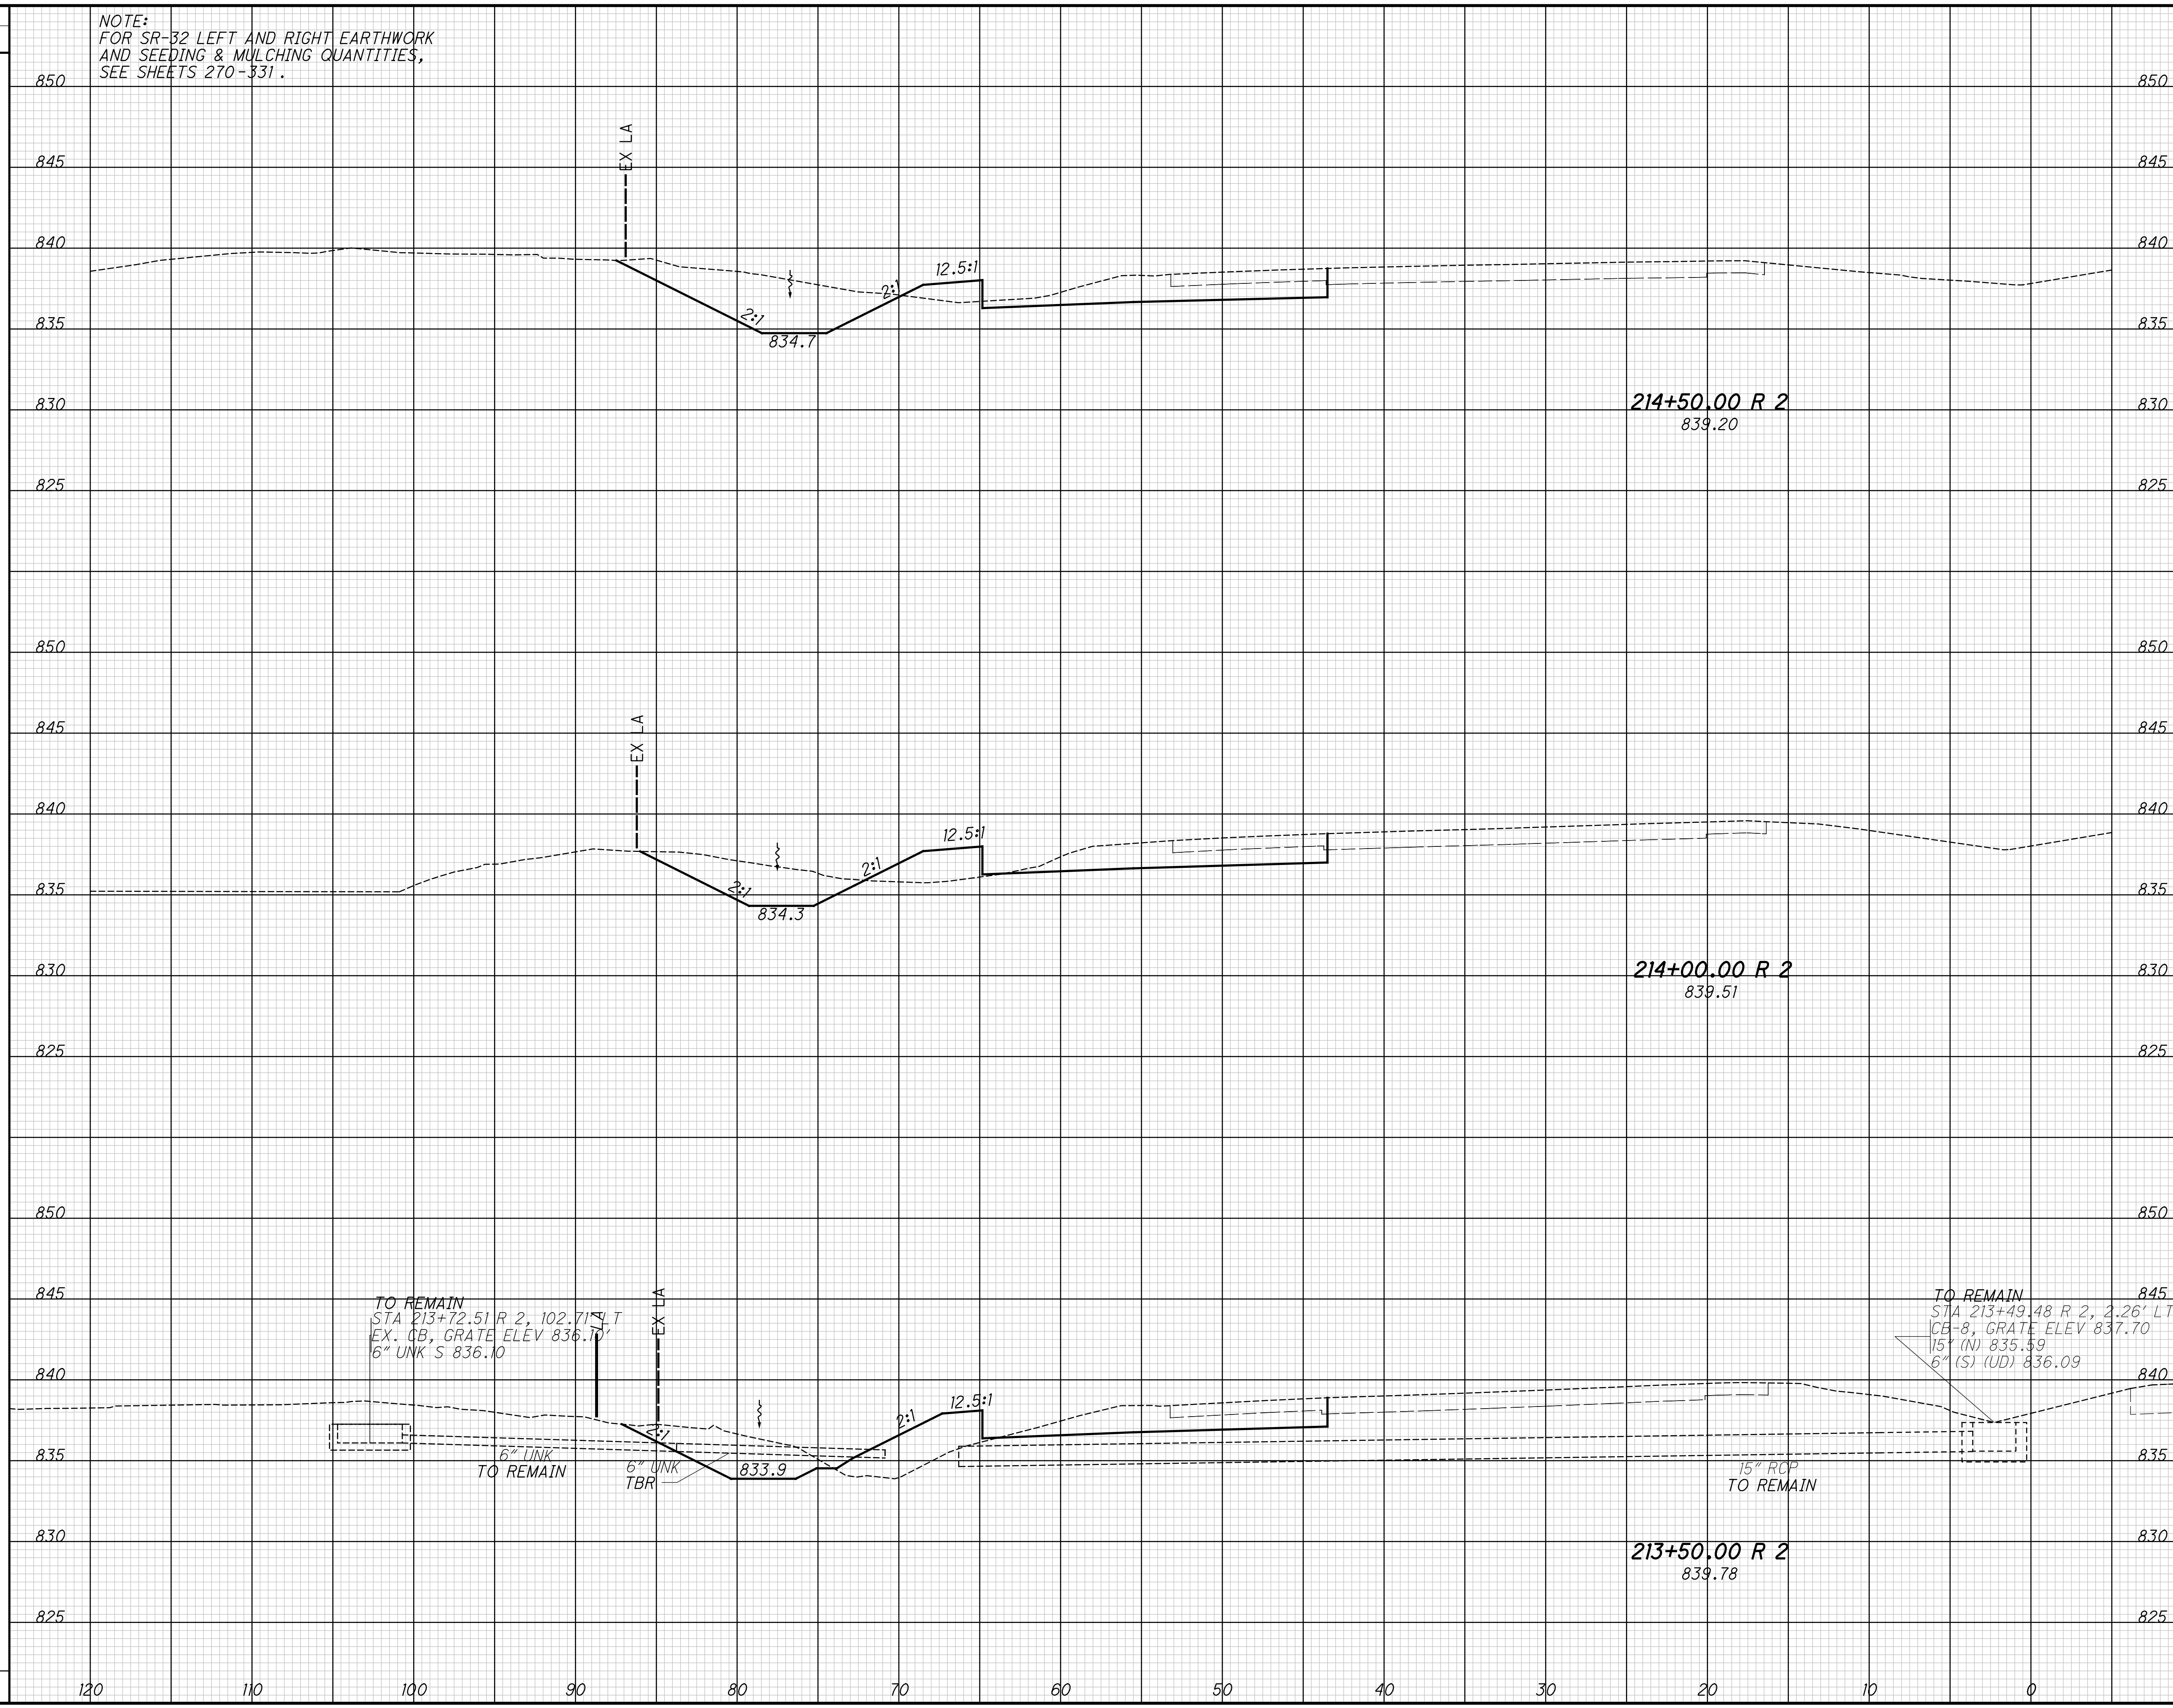 NOTE:
FOR SR-32 LEFT AND RIGHT EARTHWORK
AND SEEDING & MULCHING QUANTITIES,
SEE SHEETS 270-331.
850 850
845 845
EX LA
840 840
12.5:1
2:1
2:1
835 835
834.7
830 830
214+50.00 R 2
839.20
825 825
850 850
845 845
EX LA
840 840
12.5:1
2:1
835 835
2:1
834.3
830 830
214+00.00 R 2
839.51
825 825
850 850
845 845
TO REMAIN
STA 213+72.51 R 2, 102.71' LT
EX. CB, GRATE ELEV 836.10'
6" UNK S 836.10
LA
EX LA
TO REMAIN
STA 213+49.48 R 2, 2.26' LT
CB-8, GRATE ELEV 837.70
15" (N) 835.59
6" (S) (UD) 836.09
840 840
12.5:1
2:1
2:1
835 835
6" UNK
TO REMAIN
6" UNK
TBR
833.9
15" RCP
TO REMAIN
830 830
213+50.00 R 2
839.78
825 825
120 110 100 90 80 70 60 50 40 30 20 10 0